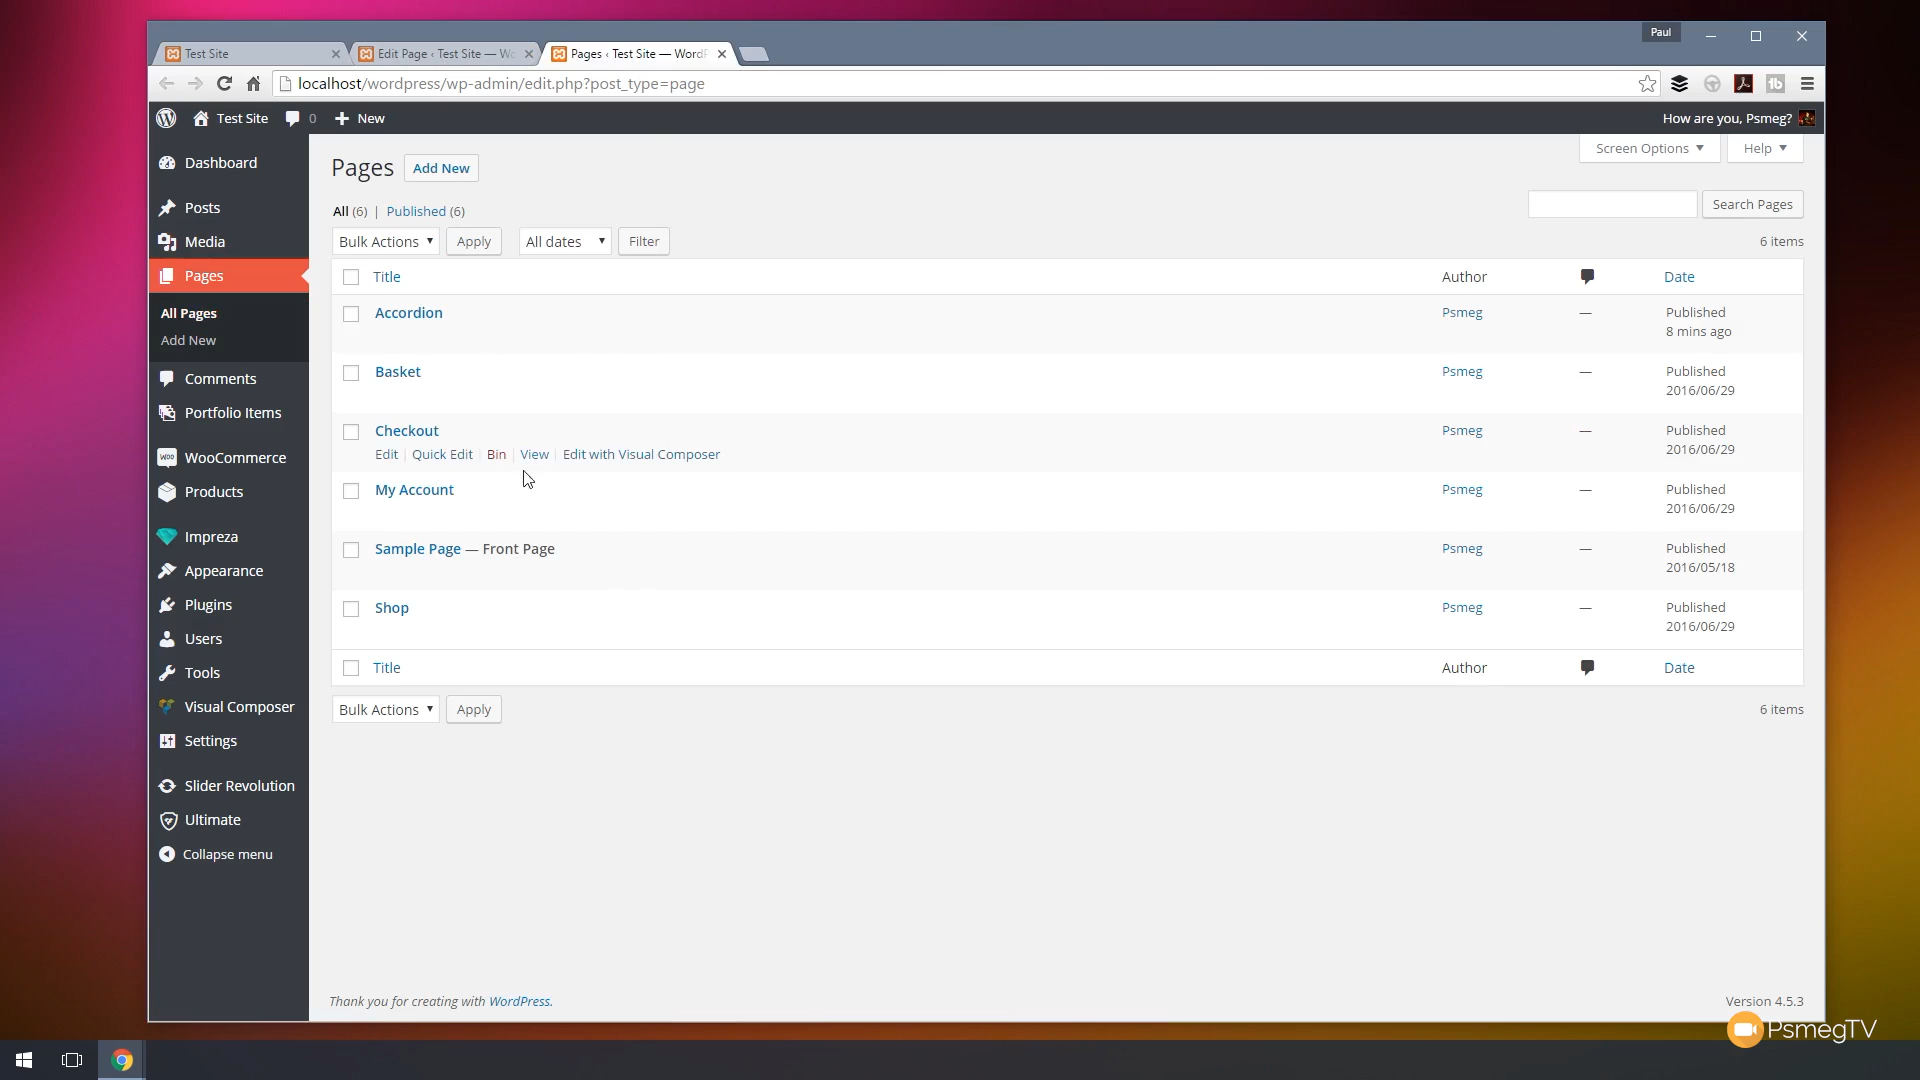 Paul
Test Site
Edit Page ‹ Test Site — Wo
Pages ‹ Test Site — WordP
localhost/wordpress/wp-admin/edit.php?post_type=page
Test Site
0
New
How are you, Psmeg?
Dashboard
Posts
Media
Pages
All Pages
Add New
Comments
Portfolio Items
WooCommerce
Products
Impreza
Appearance
Plugins
Users
Tools
Visual Composer
Settings
Slider Revolution
Ultimate
Collapse menu
Screen Options
Help
Pages
Add New
All (6) | Published (6)
Search Pages
Bulk Actions
Apply
All dates
Filter
6 items
Title
Author
Date
Accordion
Psmeg
—
Published
8 mins ago
Basket
Psmeg
—
Published
2016/06/29
Checkout
Edit | Quick Edit | Bin | View | Edit with Visual Composer
Psmeg
—
Published
2016/06/29
My Account
Psmeg
—
Published
2016/06/29
Sample Page — Front Page
Psmeg
—
Published
2016/05/18
Shop
Psmeg
—
Published
2016/06/29
Title
Author
Date
Bulk Actions
Apply
6 items
Thank you for creating with WordPress.
Version 4.5.3
PsmegTV